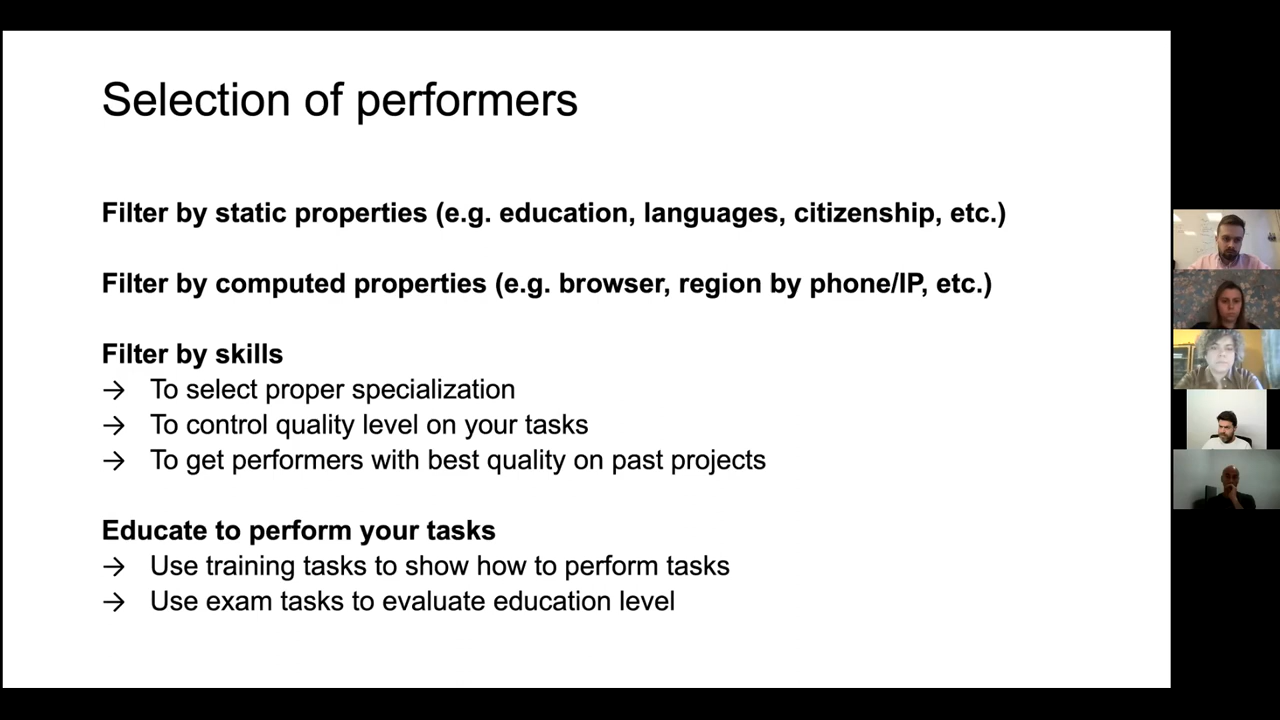 Selection of performers
Filter by static properties (e.g. education, languages, citizenship, etc.)
Filter by computed properties (e.g. browser, region by phone/IP, etc.)
Filter by skills
→ To select proper specialization
→ To control quality level on your tasks
→ To get performers with best quality on past projects
Educate to perform your tasks
→ Use training tasks to show how to perform tasks
→ Use exam tasks to evaluate education level